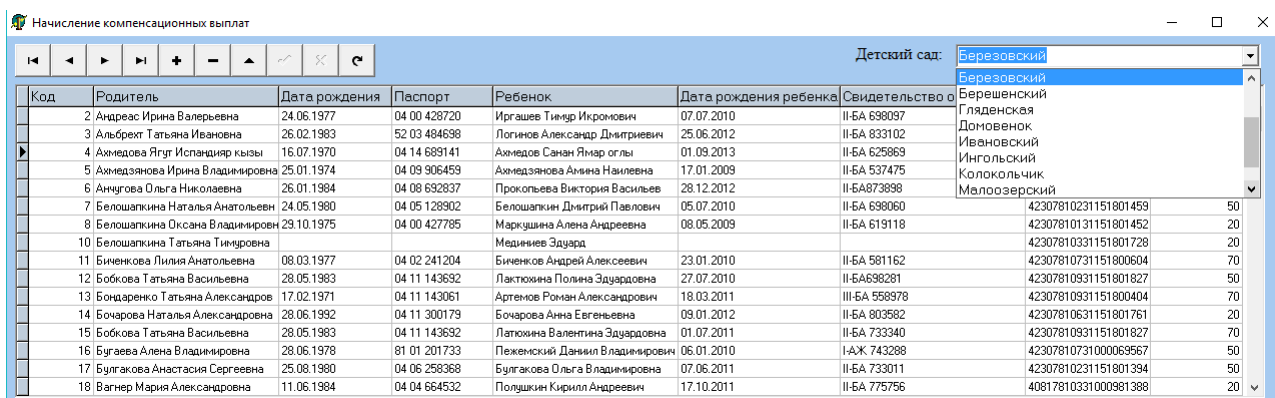 Начисление компенсационных выплат
Детский сад: Березовский
Березовский
Берешенский
Гляденская
Домовенок
Ивановский
Ингольский
Колокольчик
Малоозерский
Код Родитель Дата рождения Паспорт Ребенок Дата рождения ребенка Свидетельство о
2 Андреас Ирина Валерьевна 24.06.1977 04 00 428720 Иргашев Тимур Икромович 07.07.2010 II-БА 698097
3 Альбрехт Татьяна Ивановна 26.02.1983 52 03 484698 Логинов Александр Дмитриевич 25.06.2012 II-БА 833102
4 Ахмедова Ягут Испандияр кызы 16.07.1970 04 14 689141 Ахмедов Санан Ямар оглы 01.09.2013 II-БА 625869
5 Ахмедзянова Ирина Владимировна 25.01.1974 04 09 906459 Ахмедзянова Амина Наилевна 17.01.2009 II-БА 537475
6 Анчугова Ольга Николаевна 26.01.1984 04 08 692837 Прокопьева Виктория Васильев 28.12.2012 II-БА873898
7 Белошапкина Наталья Анатольевн 24.05.1980 04 05 128902 Белошапкин Дмитрий Павлович 05.07.2010 II-БА 698060 42307810231151801459 50
8 Белошапкина Оксана Владимировн 29.10.1975 04 00 427785 Маркушина Алена Андреевна 08.05.2009 II-БА 619118 42307810131151801452 20
10 Белошапкина Татьяна Тимуровна Мединиев Эдуард 42307810331151801728 20
11 Биченкова Лилия Анатольевна 08.03.1977 04 02 241204 Биченков Андрей Алексеевич 23.01.2010 II-БА 581162 42307810731151800604 70
12 Бобкова Татьяна Васильевна 28.05.1983 04 11 143692 Лактюхина Полина Эдуардовна 27.07.2010 II-БА698281 42307810931151801827 50
13 Бондаренко Татьяна Александров 17.02.1971 04 11 143061 Артемов Роман Александрович 18.03.2011 III-БА 558978 42307810931151800404 70
14 Бочарова Наталья Александровна 28.06.1992 04 11 300179 Бочарова Анна Евгеньевна 09.01.2012 II-БА 803582 42307810631151801761 20
15 Бобкова Татьяна Васильевна 28.05.1983 04 11 143692 Латюхина Валентина Эдуардовна 01.07.2011 II-БА 733340 42307810931151801827 70
16 Бугаева Алена Владимировна 28.06.1978 81 01 201733 Пежемский Даниил Владимирович 06.01.2010 I-АЖ 743288 42307810731000069567 50
17 Булгакова Анастасия Сергеевна 25.08.1980 04 06 258368 Булгакова Ольга Владимировна 07.06.2011 II-БА 733011 42307810231151801394 50
18 Вагнер Мария Александровна 11.06.1984 04 04 664532 Полушкин Кирилл Андреевич 17.10.2011 II-БА 775756 40817810331000981388 20